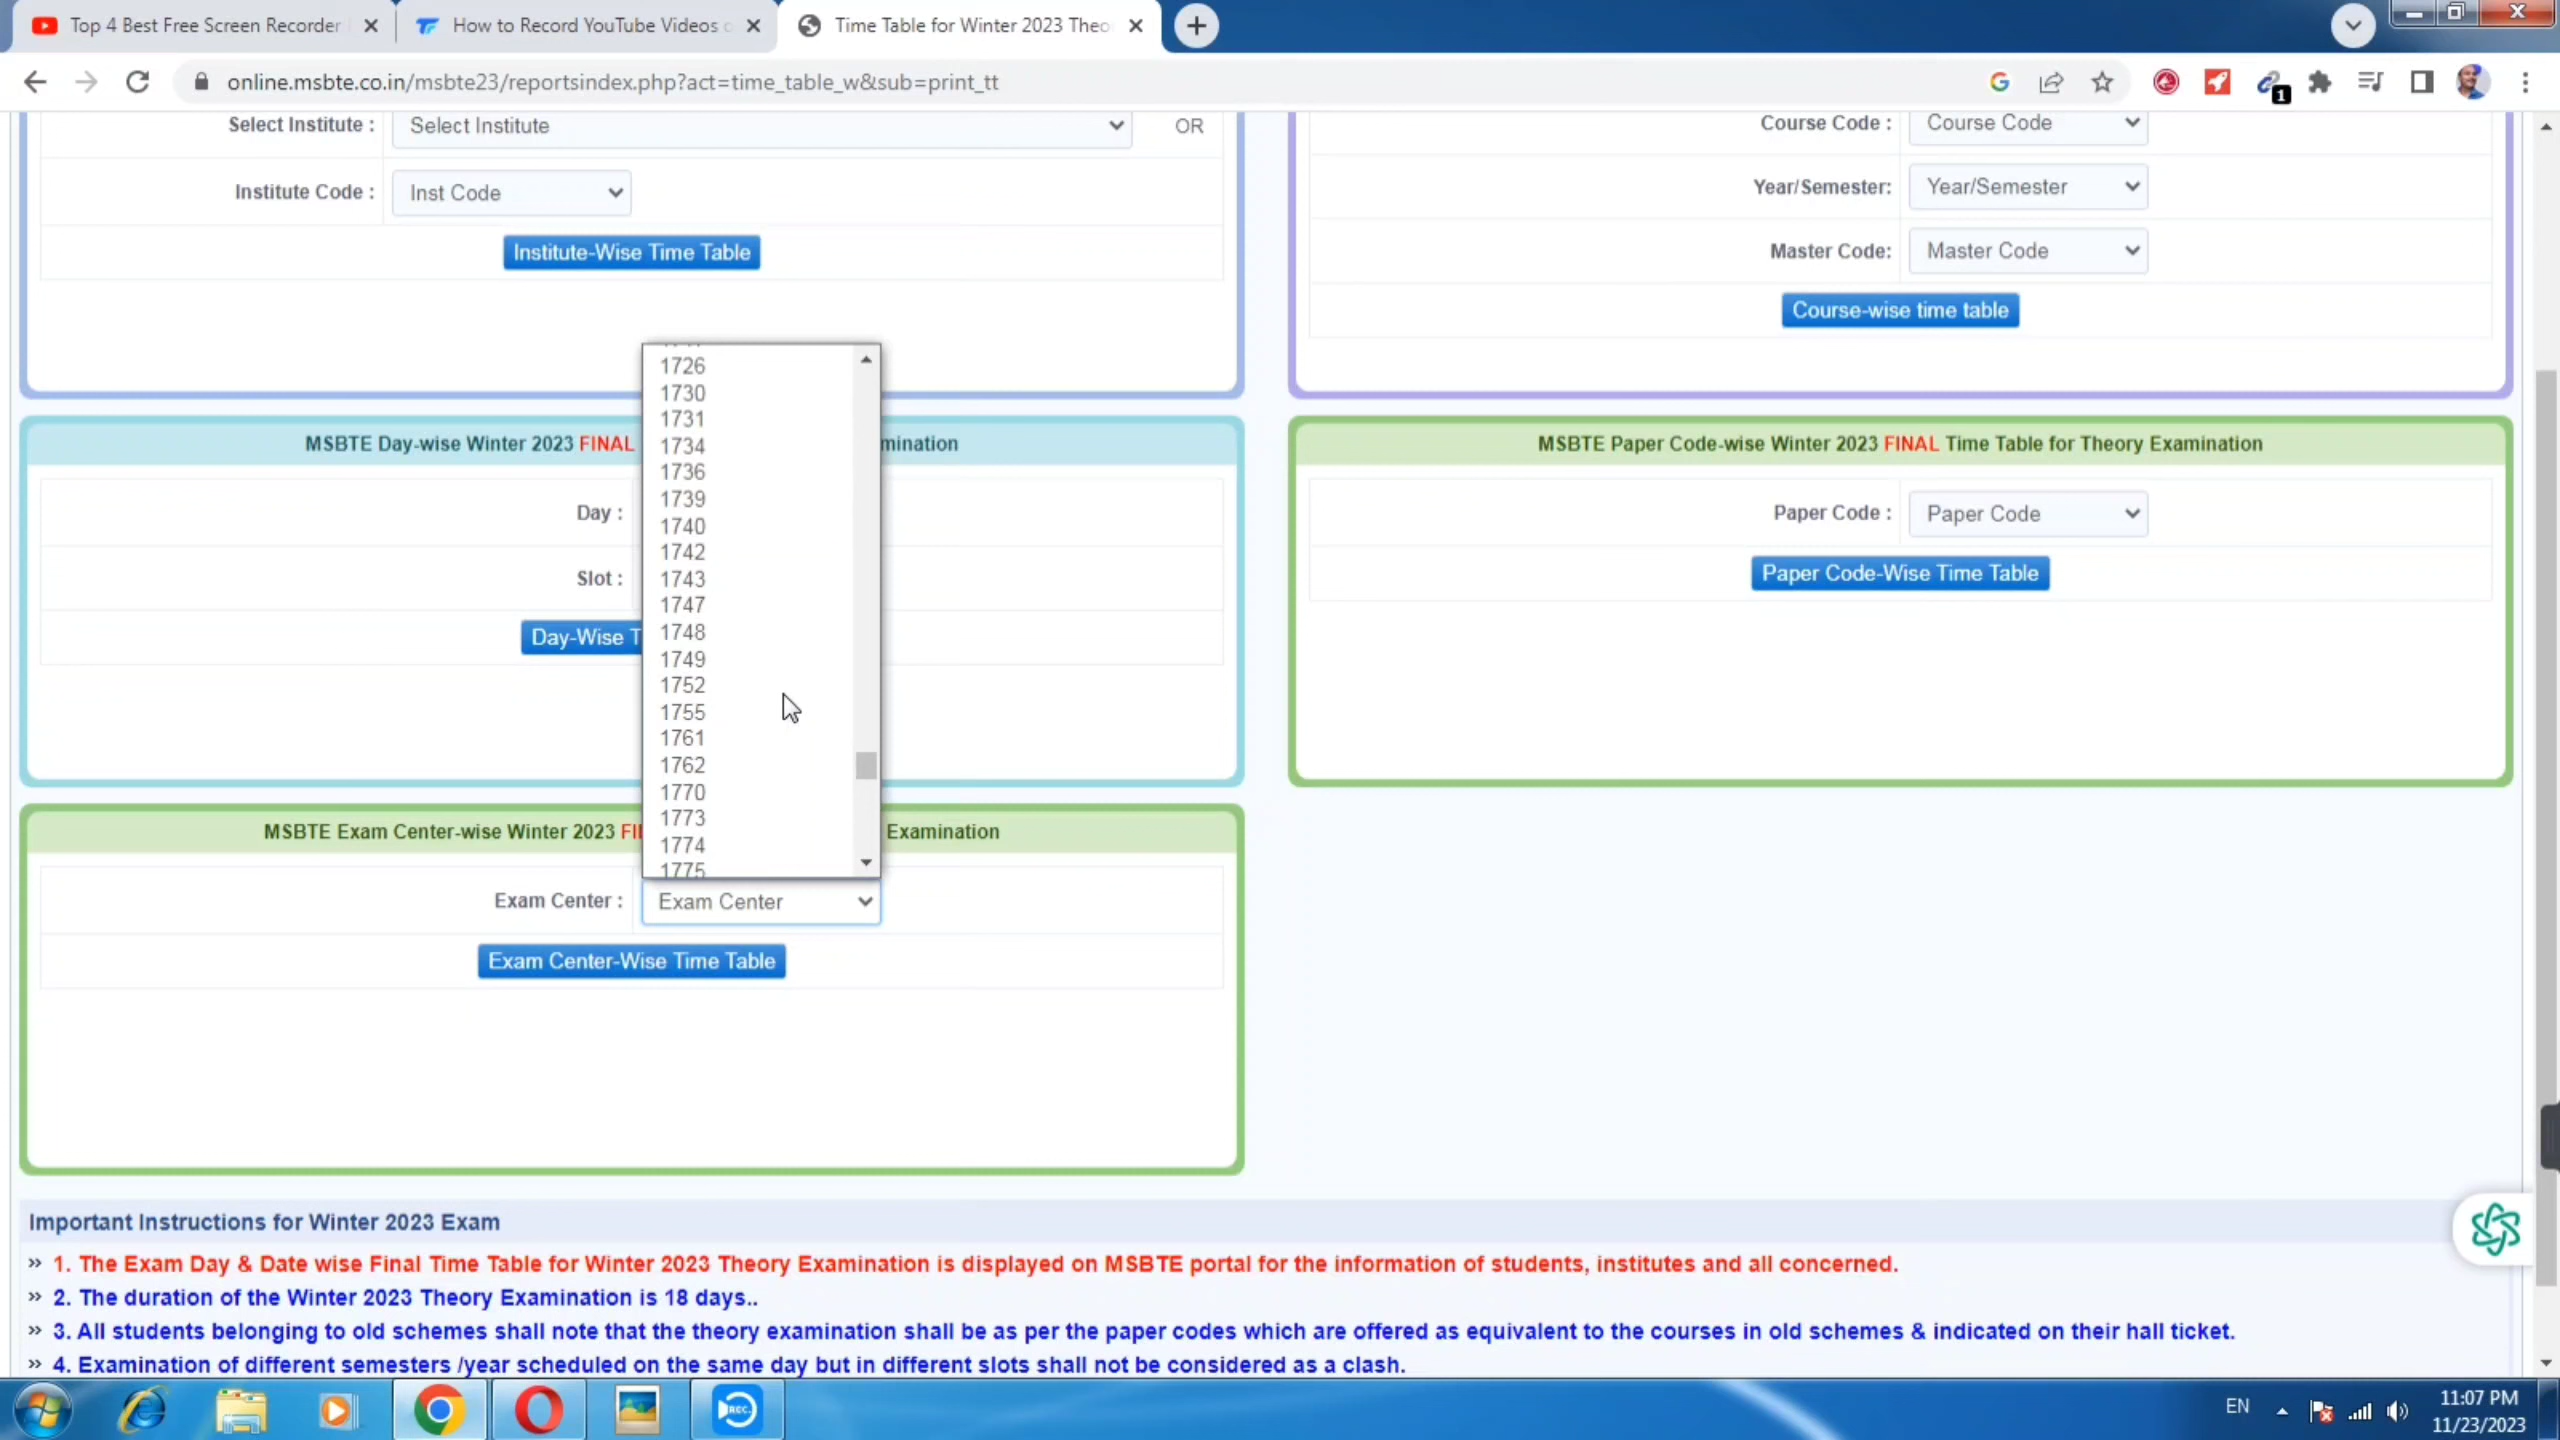 Top 4 Best Free Screen Recorder
How to Record YouTube Videos o
Time Table for Winter 2023 Theo
online.msbte.co.in/msbte23/reportsindex.php?act=time_table_w&sub=print_tt
1
Select Institute :
Select Institute
OR
Institute Code :
Inst Code
Institute-Wise Time Table
Course Code :
Course Code
Year/Semester:
Year/Semester
Master Code:
Master Code
Course-wise time table
1726
1730
1731
1734
1736
1739
1740
1742
1743
1747
1748
1749
1752
1755
1761
1762
1770
1773
1774
1775
MSBTE Day-wise Winter 2023 FINAL
mination
Day :
Slot :
Day-Wise T
MSBTE Paper Code-wise Winter 2023 FINAL Time Table for Theory Examination
Paper Code :
Paper Code
Paper Code-Wise Time Table
MSBTE Exam Center-wise Winter 2023 FI
Examination
Exam Center :
Exam Center
Exam Center-Wise Time Table
Important Instructions for Winter 2023 Exam
» 1. The Exam Day & Date wise Final Time Table for Winter 2023 Theory Examination is displayed on MSBTE portal for the information of students, institutes and all concerned.
» 2. The duration of the Winter 2023 Theory Examination is 18 days..
» 3. All students belonging to old schemes shall note that the theory examination shall be as per the paper codes which are offered as equivalent to the courses in old schemes & indicated on their hall ticket.
» 4. Examination of different semesters /year scheduled on the same day but in different slots shall not be considered as a clash.
REC.
EN
11:07 PM
11/23/2023